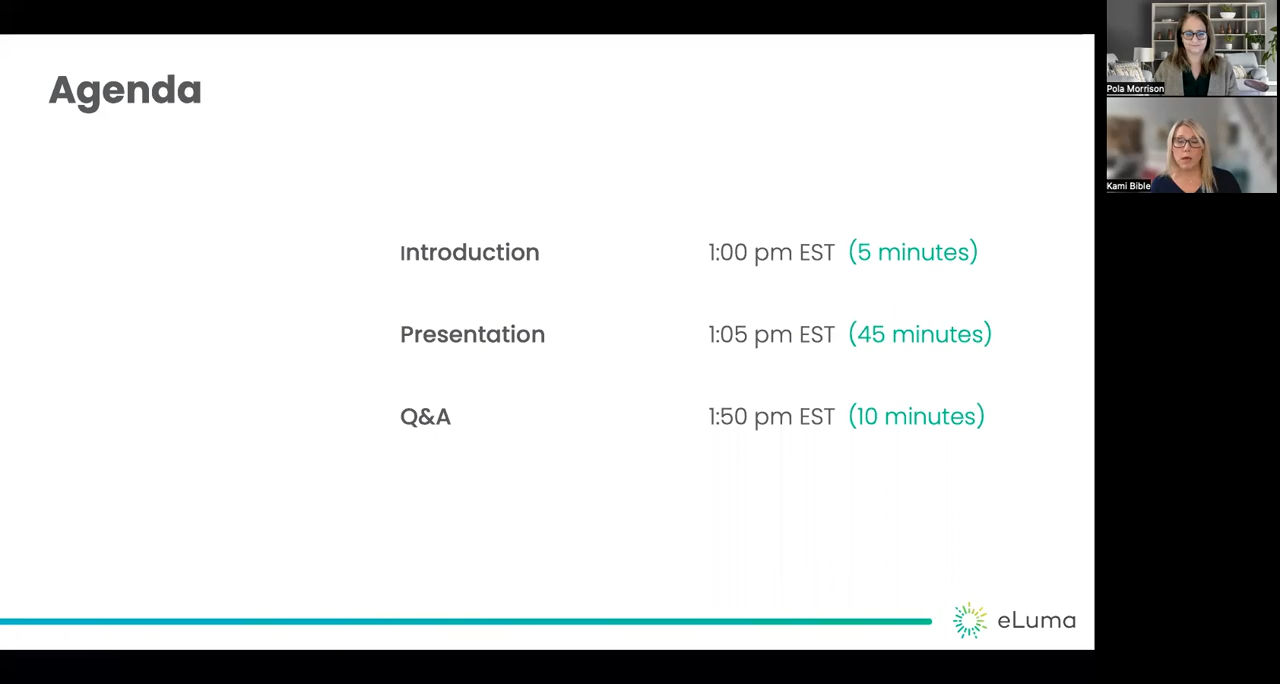 Agenda
Introduction 1:00 pm EST (5 minutes)
Presentation 1:05 pm EST (45 minutes)
Q&A 1:50 pm EST (10 minutes)
eLuma
Pola Morrison
Kami Bible